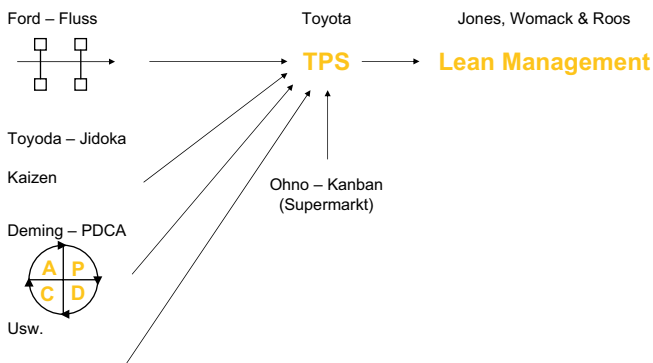 Ford – Fluss
Toyota
Jones, Womack & Roos
TPS
Lean Management
Toyoda – Jidoka
Kaizen
Ohno – Kanban
(Supermarkt)
Deming – PDCA
A P
C D
Usw.